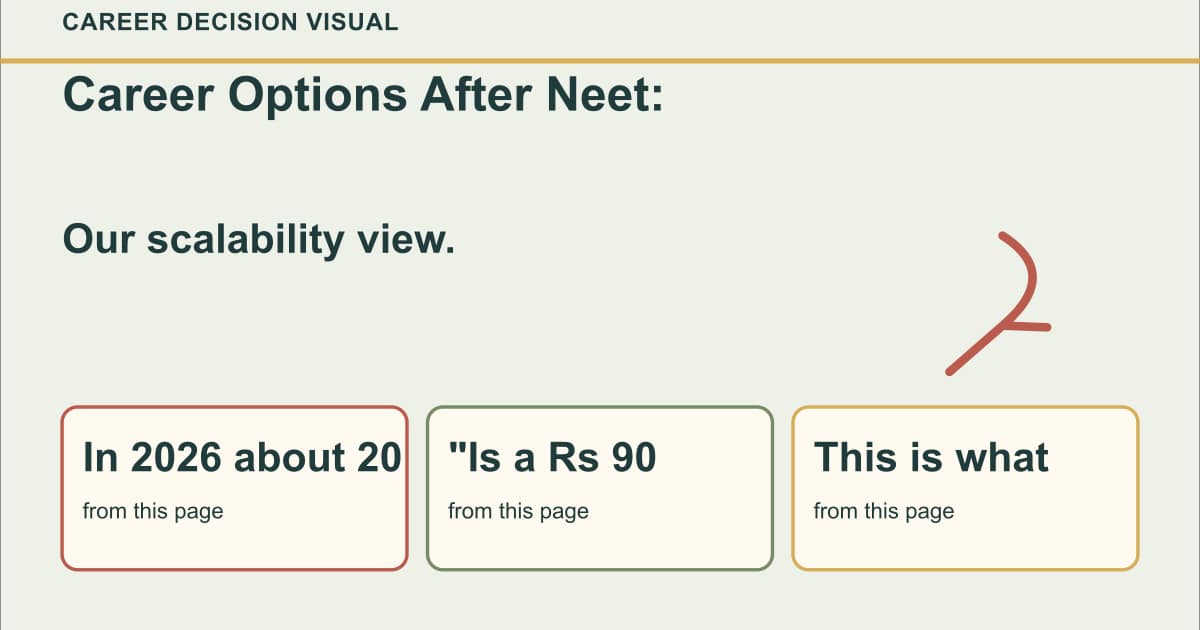 CAREER DECISION VISUAL
Career Options After Neet:
Our scalability view.
In 2026 about 20
from this page
"Is a Rs 90
from this page
This is what
from this page